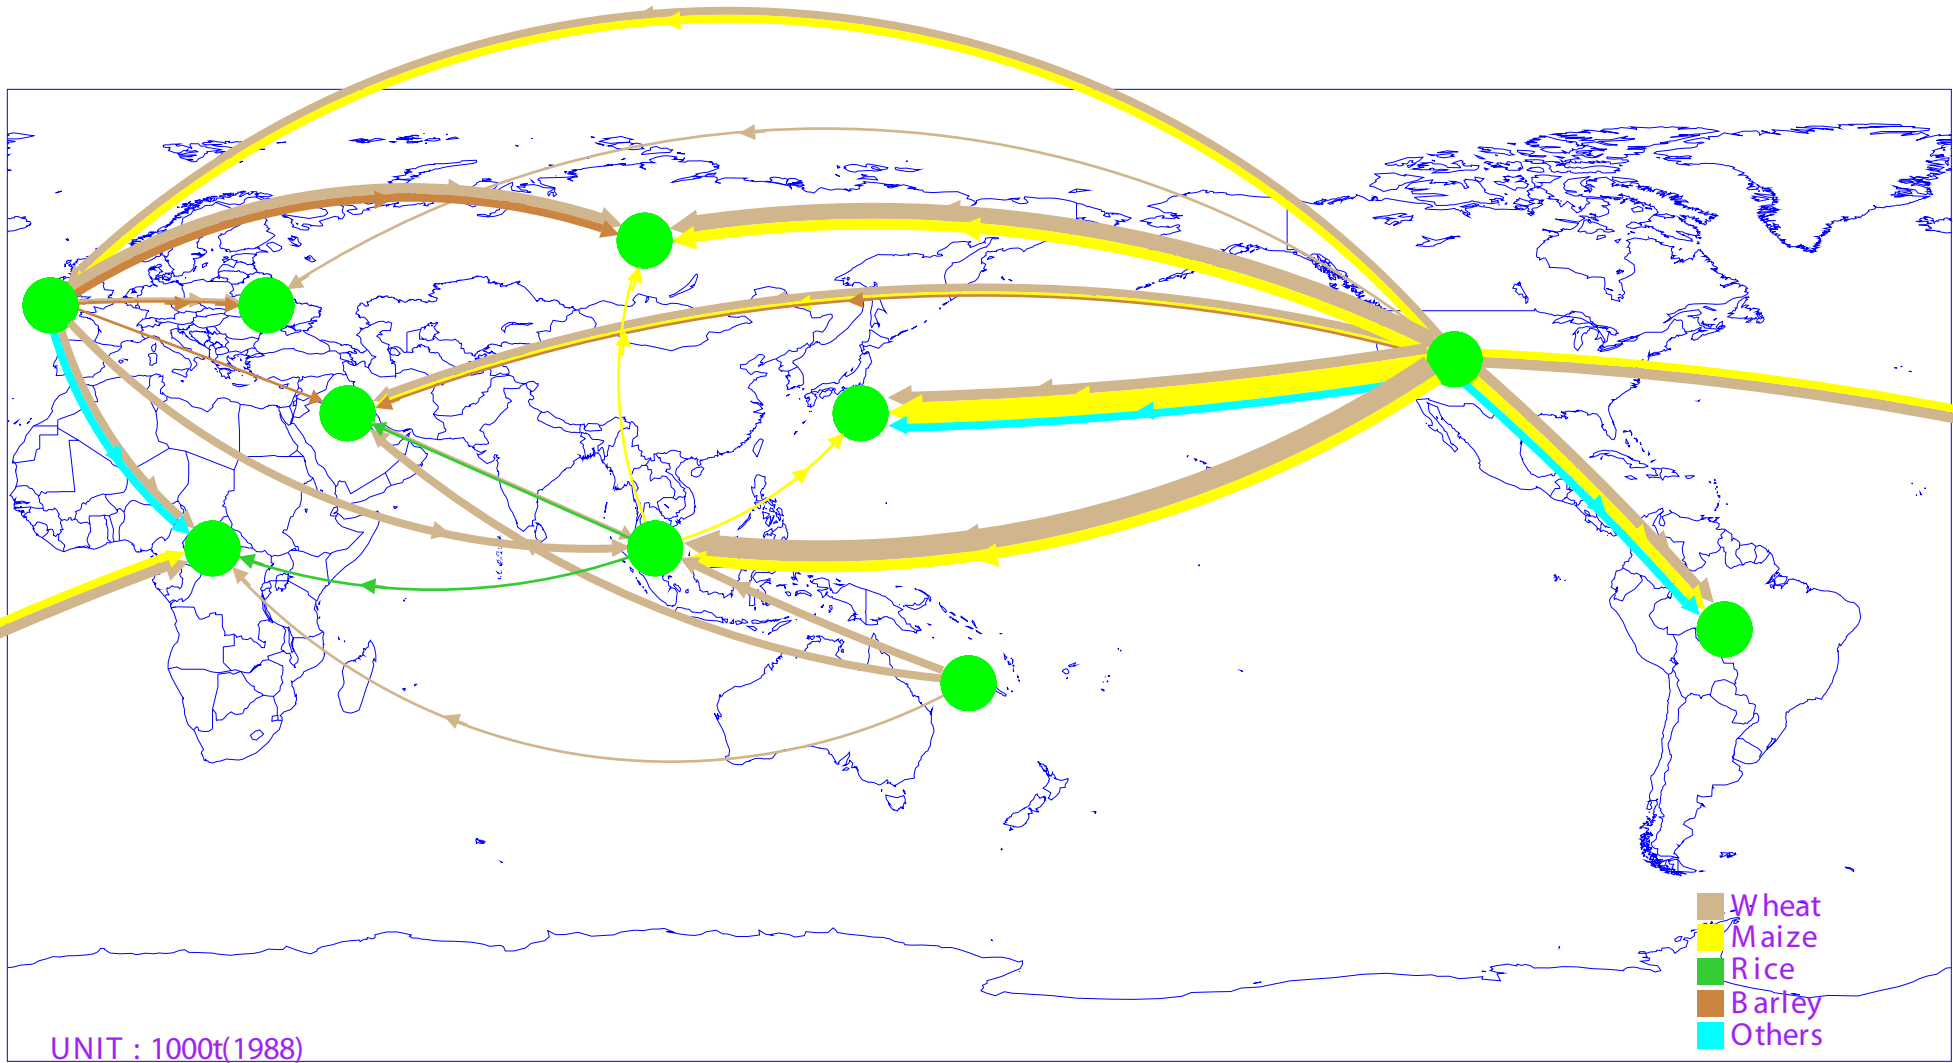 Wheat
Maize
Rice
Barley
Others
UNIT : 1000t(1988)